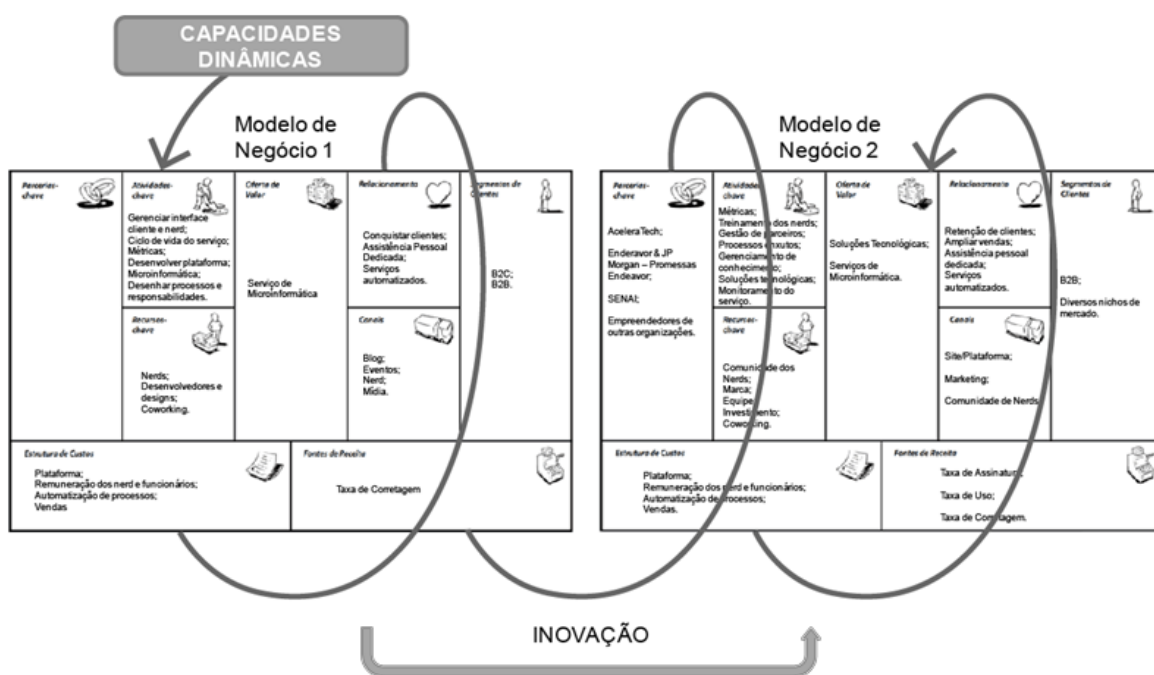 CAPACIDADES
DINÂMICAS
Modelo de
Negócio 1
Parcerias-
chave
Atividades-
chave
Gerenciar interface
cliente e nerd;
Ciclo de vida do serviço;
Métricas;
Desenvolver plataforma;
Microinformática;
Desenhar processos e
responsabilidades.
Recursos-
chave
Nerds;
Desenvolvedores e
designs;
Coworking.
Oferta de
Valor
Serviço de
Microinformática
Relacionamento
Conquistar clientes;
Assistência Pessoal
Dedicada;
Serviços
automatizados.
Canais
Blog;
Eventos;
Nerd;
Mídia.
Segmentos de
Clientes
B2C;
B2B.
Estrutura de Custos
Plataforma;
Remuneração dos nerd e funcionários;
Automatização de processos;
Vendas
Fontes de Receita
Taxa de Corretagem
Modelo de
Negócio 2
Parcerias-
chave
AceleraTech;
Endeavor & JP
Morgan – Promessas
Endeavor;
SENAI;
Empreendedores de
outras organizações.
Atividades-
chave
Métricas;
Treinamento dos nerds;
Gestão de parceiros;
Processos enxutos;
Gerenciamento de
conhecimento;
Soluções tecnológicas;
Monitoramento do
serviço.
Recursos-
chave
Comunidade dos
Nerds;
Marca;
Equipe;
Investimento;
Coworking.
Oferta de
Valor
Soluções Tecnológicas;
Serviços de
Microinformática.
Relacionamento
Retenção de clientes;
Ampliar vendas;
Assistência pessoal
dedicada;
Serviços
automatizados.
Canais
Site/Plataforma;
Marketing;
Comunidade de Nerds
Segmentos de
Clientes
B2B;
Diversos nichos de
mercado.
Estrutura de Custos
Plataforma;
Remuneração dos nerd e funcionários;
Automatização de processos;
Vendas.
Fontes de Receita
Taxa de Assinatura;
Taxa de Uso;
Taxa de Corretagem.
INOVAÇÃO